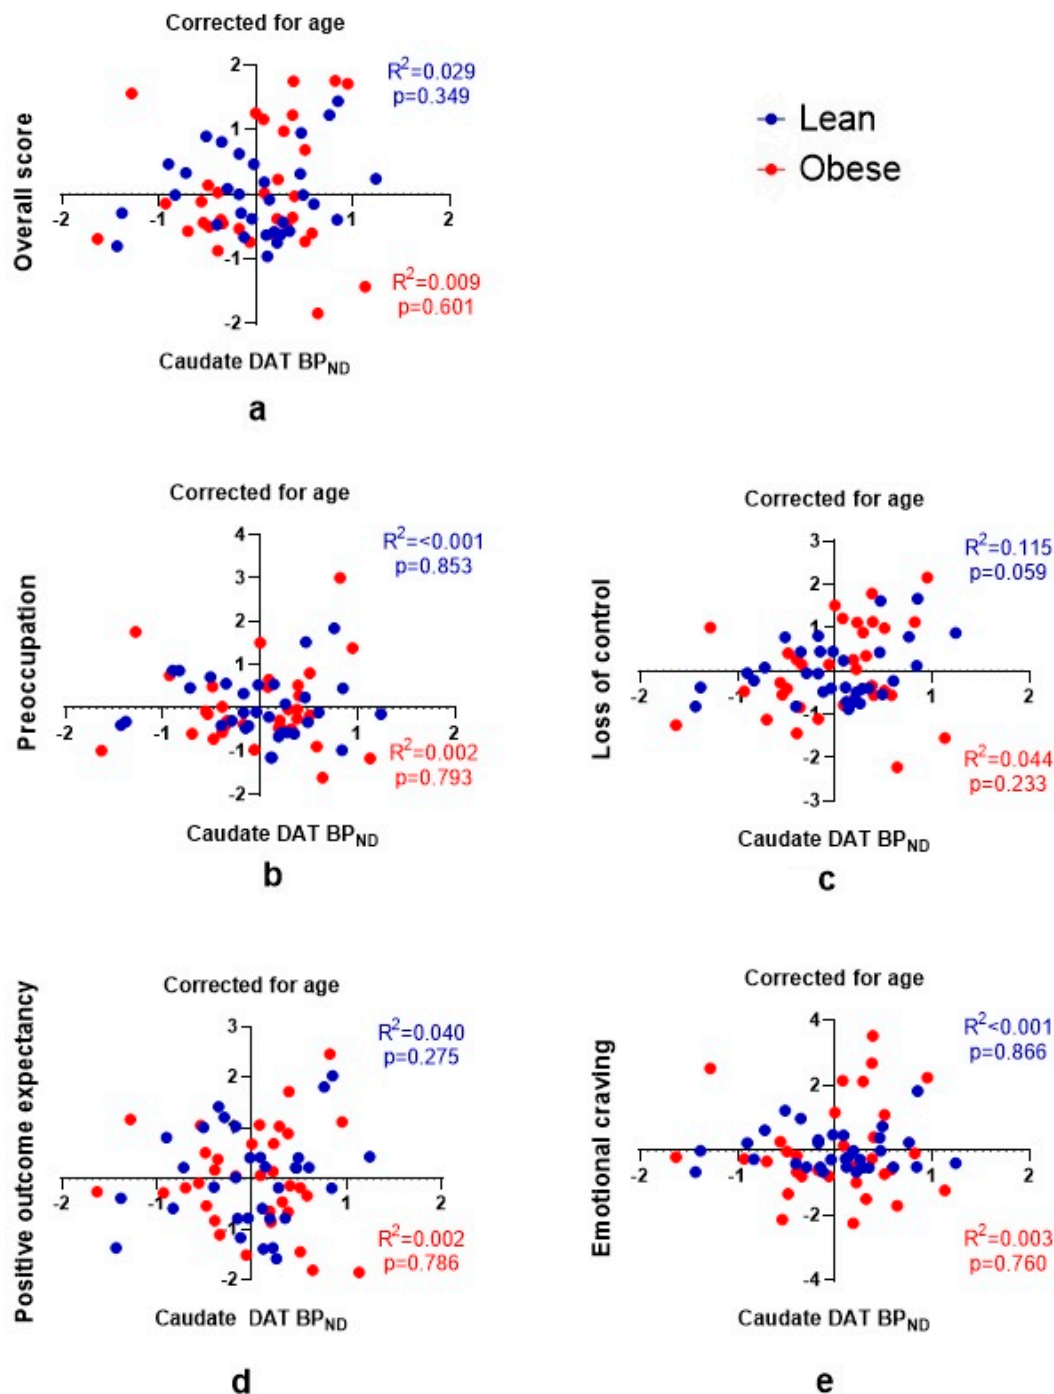 Corrected for age
Overall score
2
1
-2
-1
1
2
-1
-2
R²=0.029
p=0.349
R²=0.009
p=0.601
Caudate DAT BP_ND
a
Lean
Obese
Corrected for age
Preoccupation
4
3
2
1
-2
-1
1
2
-1
-2
R²=<0.001
p=0.853
R²=0.002
p=0.793
Caudate DAT BP_ND
b
Corrected for age
Loss of control
3
2
1
-2
-1
1
2
-1
-2
-3
R²=0.115
p=0.059
R²=0.044
p=0.233
Caudate DAT BP_ND
c
Corrected for age
Positive outcome expectancy
3
2
1
-2
-1
1
2
-1
-2
R²=0.040
p=0.275
R²=0.002
p=0.786
Caudate DAT BP_ND
d
Corrected for age
Emotional craving
4
2
-2
-1
1
2
-2
-4
R²<0.001
p=0.866
R²=0.003
p=0.760
Caudate DAT BP_ND
e